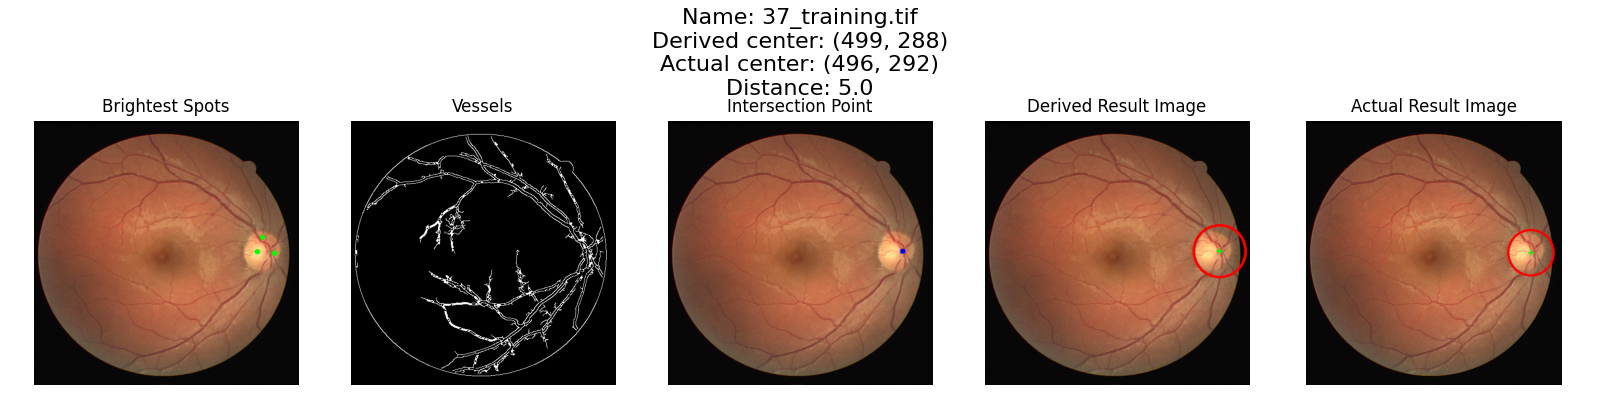 Name: 37_training.tif
Derived center: (499, 288)
Actual center: (496, 292)
Distance: 5.0
Brightest Spots
Vessels
Intersection Point
Derived Result Image
Actual Result Image